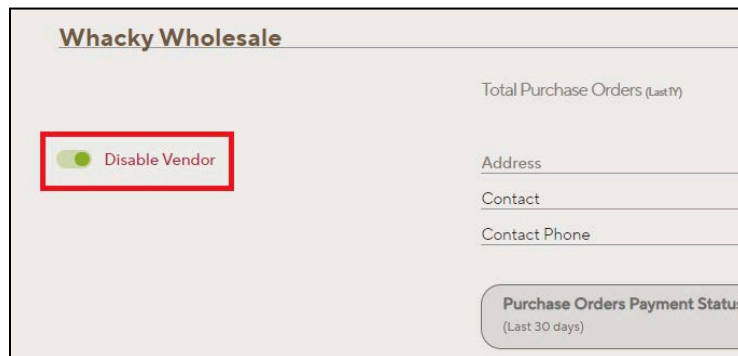 Whacky Wholesale
Total Purchase Orders (Last 1Y)
Disable Vendor
Address
Contact
Contact Phone
Purchase Orders Payment Status
(Last 30 days)